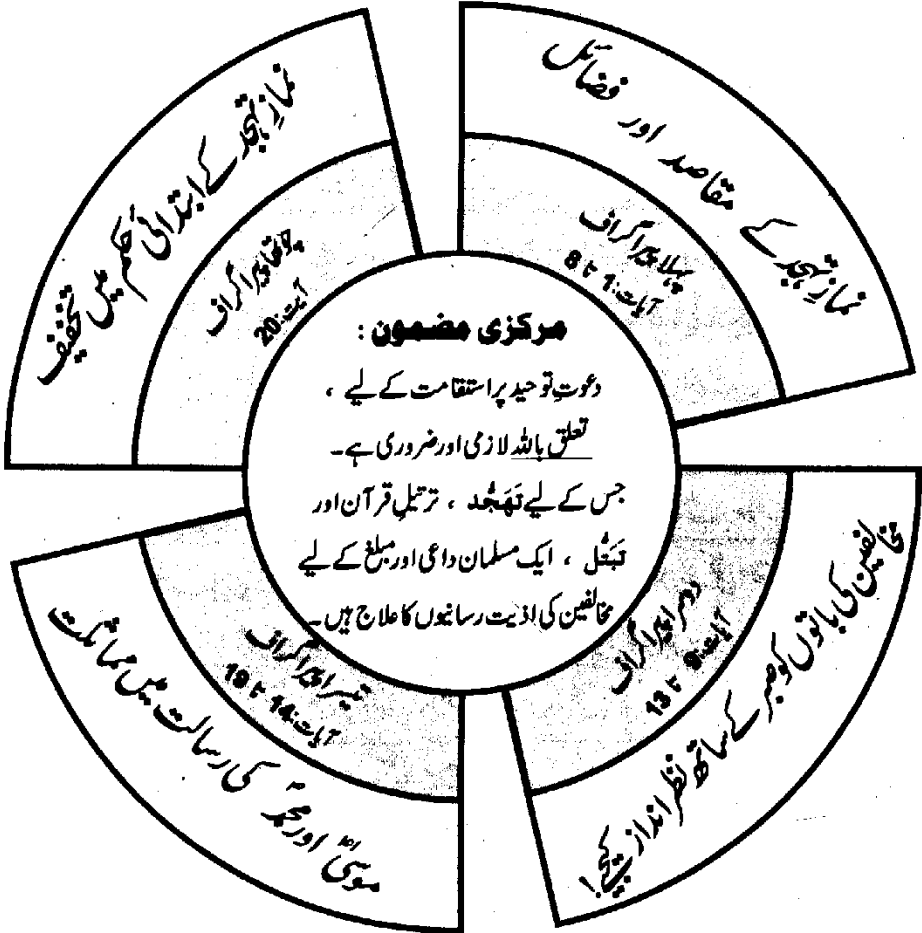 مرکزی مضمون :
دعوتِ توحید پر استقامت کے لیے ،
تعلق باللہ لازمی اور ضروری ہے۔
جس کے لیے تَهَجُّد ، ترتیلِ قرآن اور
تَبَتُّل ، ایک مسلمان داعی اور مبلغ کے لیے
مخالفین کی اذیت رسانیوں کا علاج ہیں۔
نمازِ تہجد کے مقاصد اور فضائل
پہلا پیراگراف
آیات: 1 تا 8
مخالفین کی باتوں کو صبر کے ساتھ نظر انداز کیجیے!
دوسرا پیراگراف
آیات: 9 تا 13
موسیٰؑ اور محمدؐ کی رسالت میں مماثلت
تیسرا پیراگراف
آیات: 14 تا 19
نمازِ تہجد کے ابتدائی حکم میں تخفیف
چوتھا پیراگراف
آیت: 20